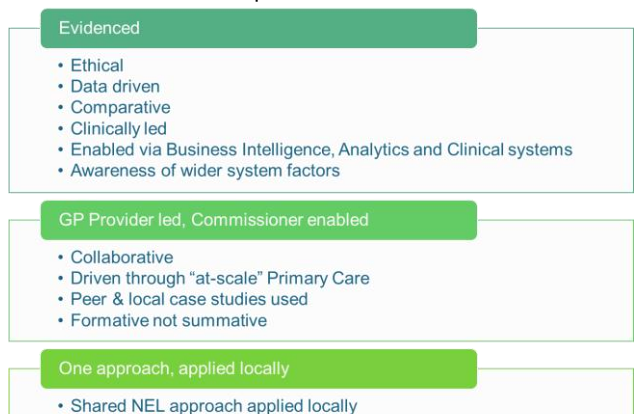 Evidenced
• Ethical
• Data driven
• Comparative
• Clinically led
• Enabled via Business Intelligence, Analytics and Clinical systems
• Awareness of wider system factors
GP Provider led, Commissioner enabled
• Collaborative
• Driven through “at-scale” Primary Care
• Peer & local case studies used
• Formative not summative
One approach, applied locally
• Shared NEL approach applied locally